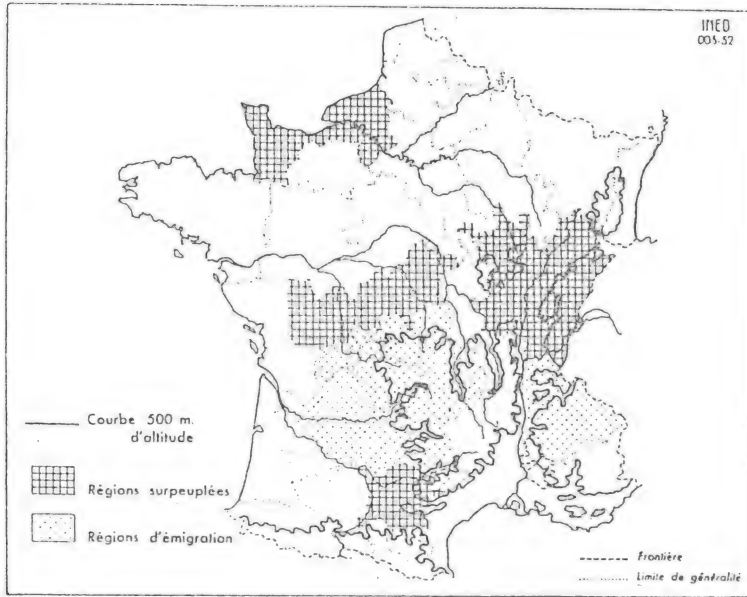 INED
003-52
Courbe 500 m.
d'altitude
Régions surpeuplées
Régions d'émigration
Frontière
Limite de généralité